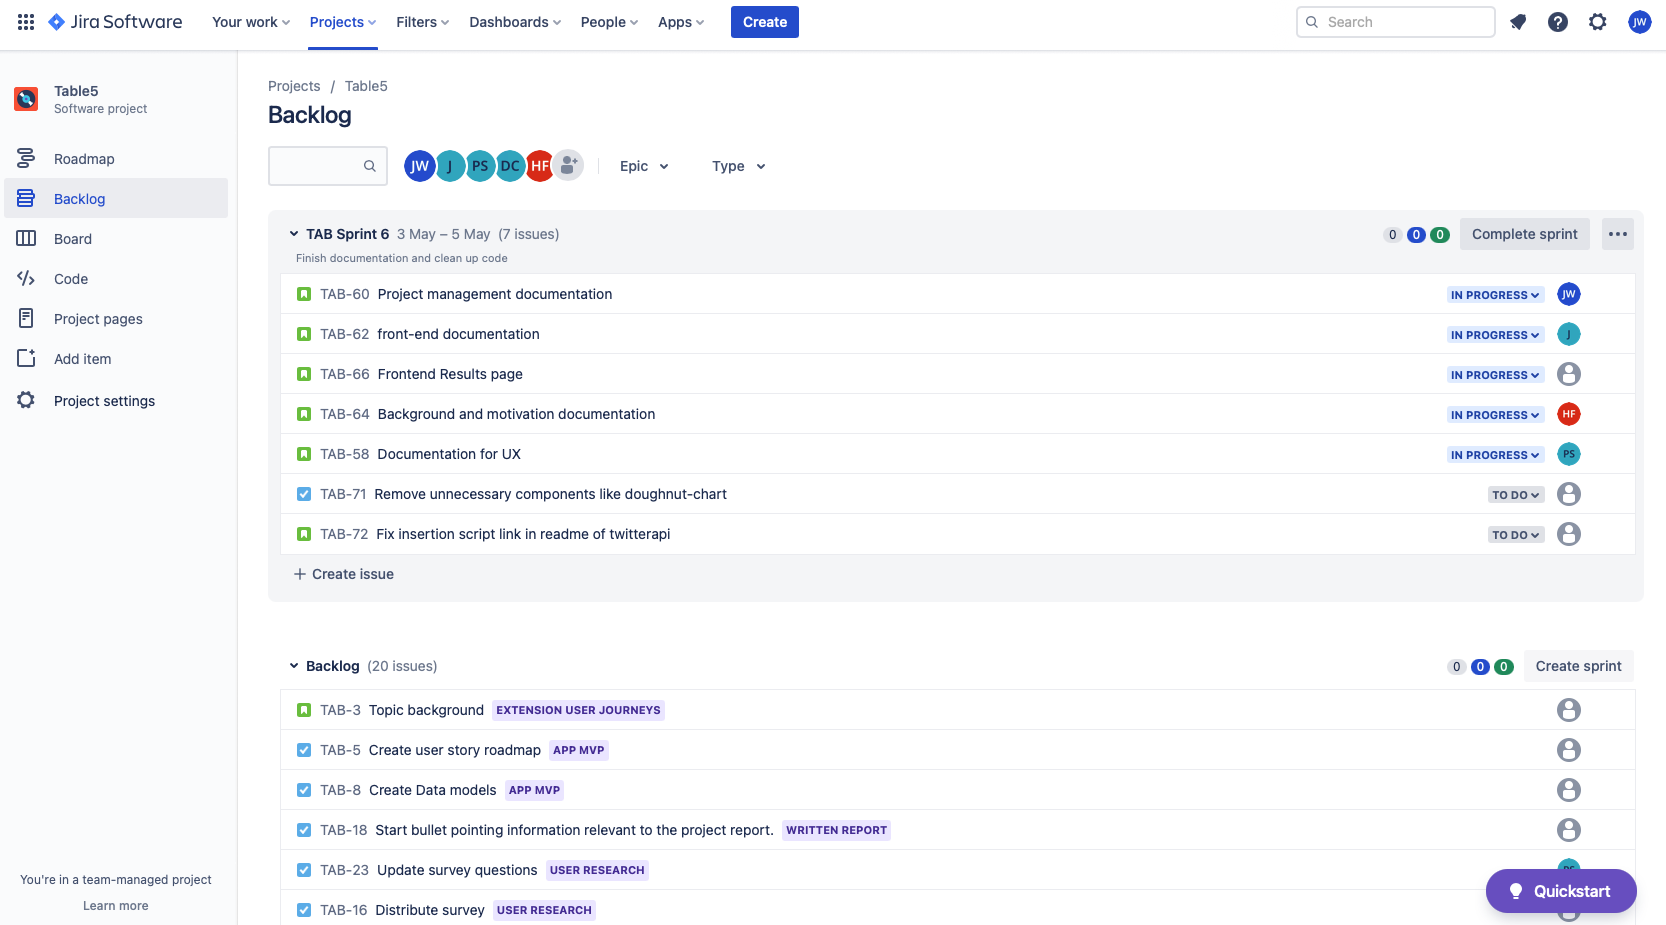 Jira Software Your work Projects Filters Dashboards People Apps Create Search JW
Table5
Software project
Roadmap
Backlog
Board
Code
Project pages
Add item
Project settings
You're in a team-managed project
Learn more
Projects / Table5
Backlog
JW J PS DC HF Epic Type
TAB Sprint 6 3 May – 5 May (7 issues) 0 0 0 Complete sprint
Finish documentation and clean up code
TAB-60 Project management documentation IN PROGRESS JW
TAB-62 front-end documentation IN PROGRESS J
TAB-66 Frontend Results page IN PROGRESS
TAB-64 Background and motivation documentation IN PROGRESS HF
TAB-58 Documentation for UX IN PROGRESS PS
TAB-71 Remove unnecessary components like doughnut-chart TO DO
TAB-72 Fix insertion script link in readme of twitterapi TO DO
Create issue
Backlog (20 issues) 0 0 0 Create sprint
TAB-3 Topic background EXTENSION USER JOURNEYS
TAB-5 Create user story roadmap APP MVP
TAB-8 Create Data models APP MVP
TAB-18 Start bullet pointing information relevant to the project report. WRITTEN REPORT
TAB-23 Update survey questions USER RESEARCH PS
TAB-16 Distribute survey USER RESEARCH
Quickstart